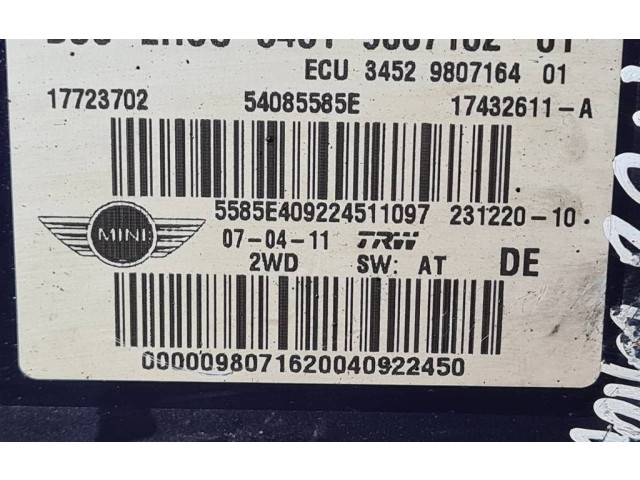 ECU 3452 9807164 01
17723702 54085585E 17432611-A
5585E409224511097 231220-10
MINI 07-04-11 TRW
2WD SW: AT DE
0000098071620040922450